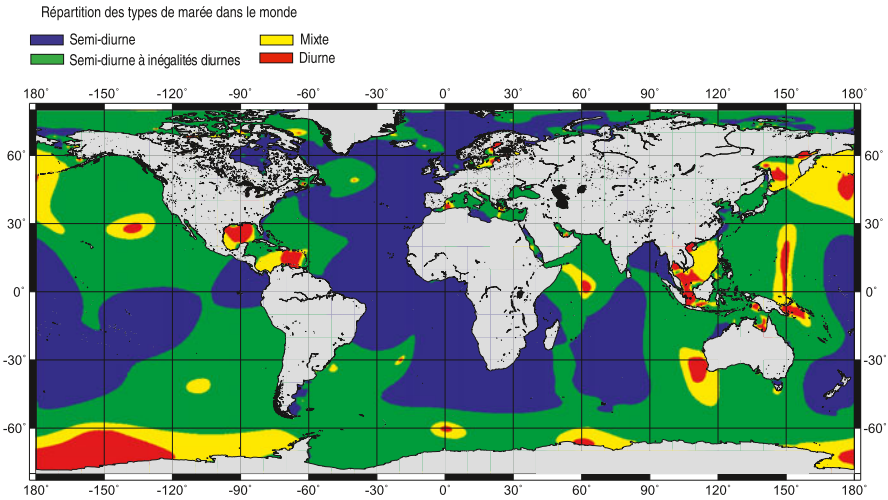 Répartition des types de marée dans le monde
Semi-diurne
Mixte
Semi-diurne à inégalités diurnes
Diurne
180° -150 -120 -90 -60 -30 0° 30 60 90 120 150 180°
60° 60°
30° 30°
0° 0°
-30° -30°
-60° -60°
180° -150 -120 -90 -60 -30 0° 30 60 90 120 150 180°